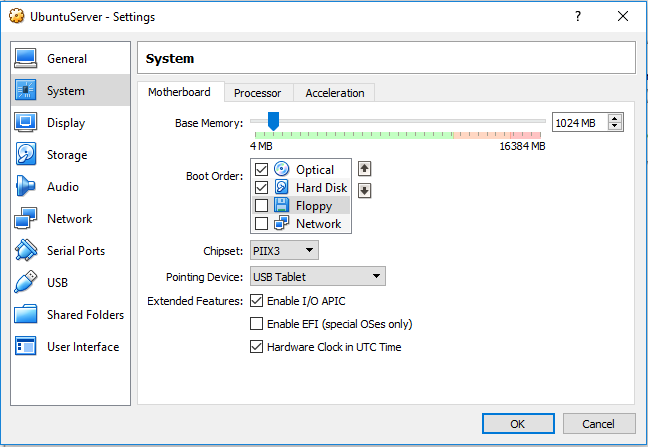 UbuntuServer - Settings
?
General
System
Display
Storage
Audio
Network
Serial Ports
USB
Shared Folders
User Interface
System
Motherboard Processor Acceleration
Base Memory: 1024 MB
4 MB 16384 MB
Boot Order: Optical
Hard Disk
Floppy
Network
Chipset: PIIX3
Pointing Device: USB Tablet
Extended Features: Enable I/O APIC
Enable EFI (special OSes only)
Hardware Clock in UTC Time
OK Cancel